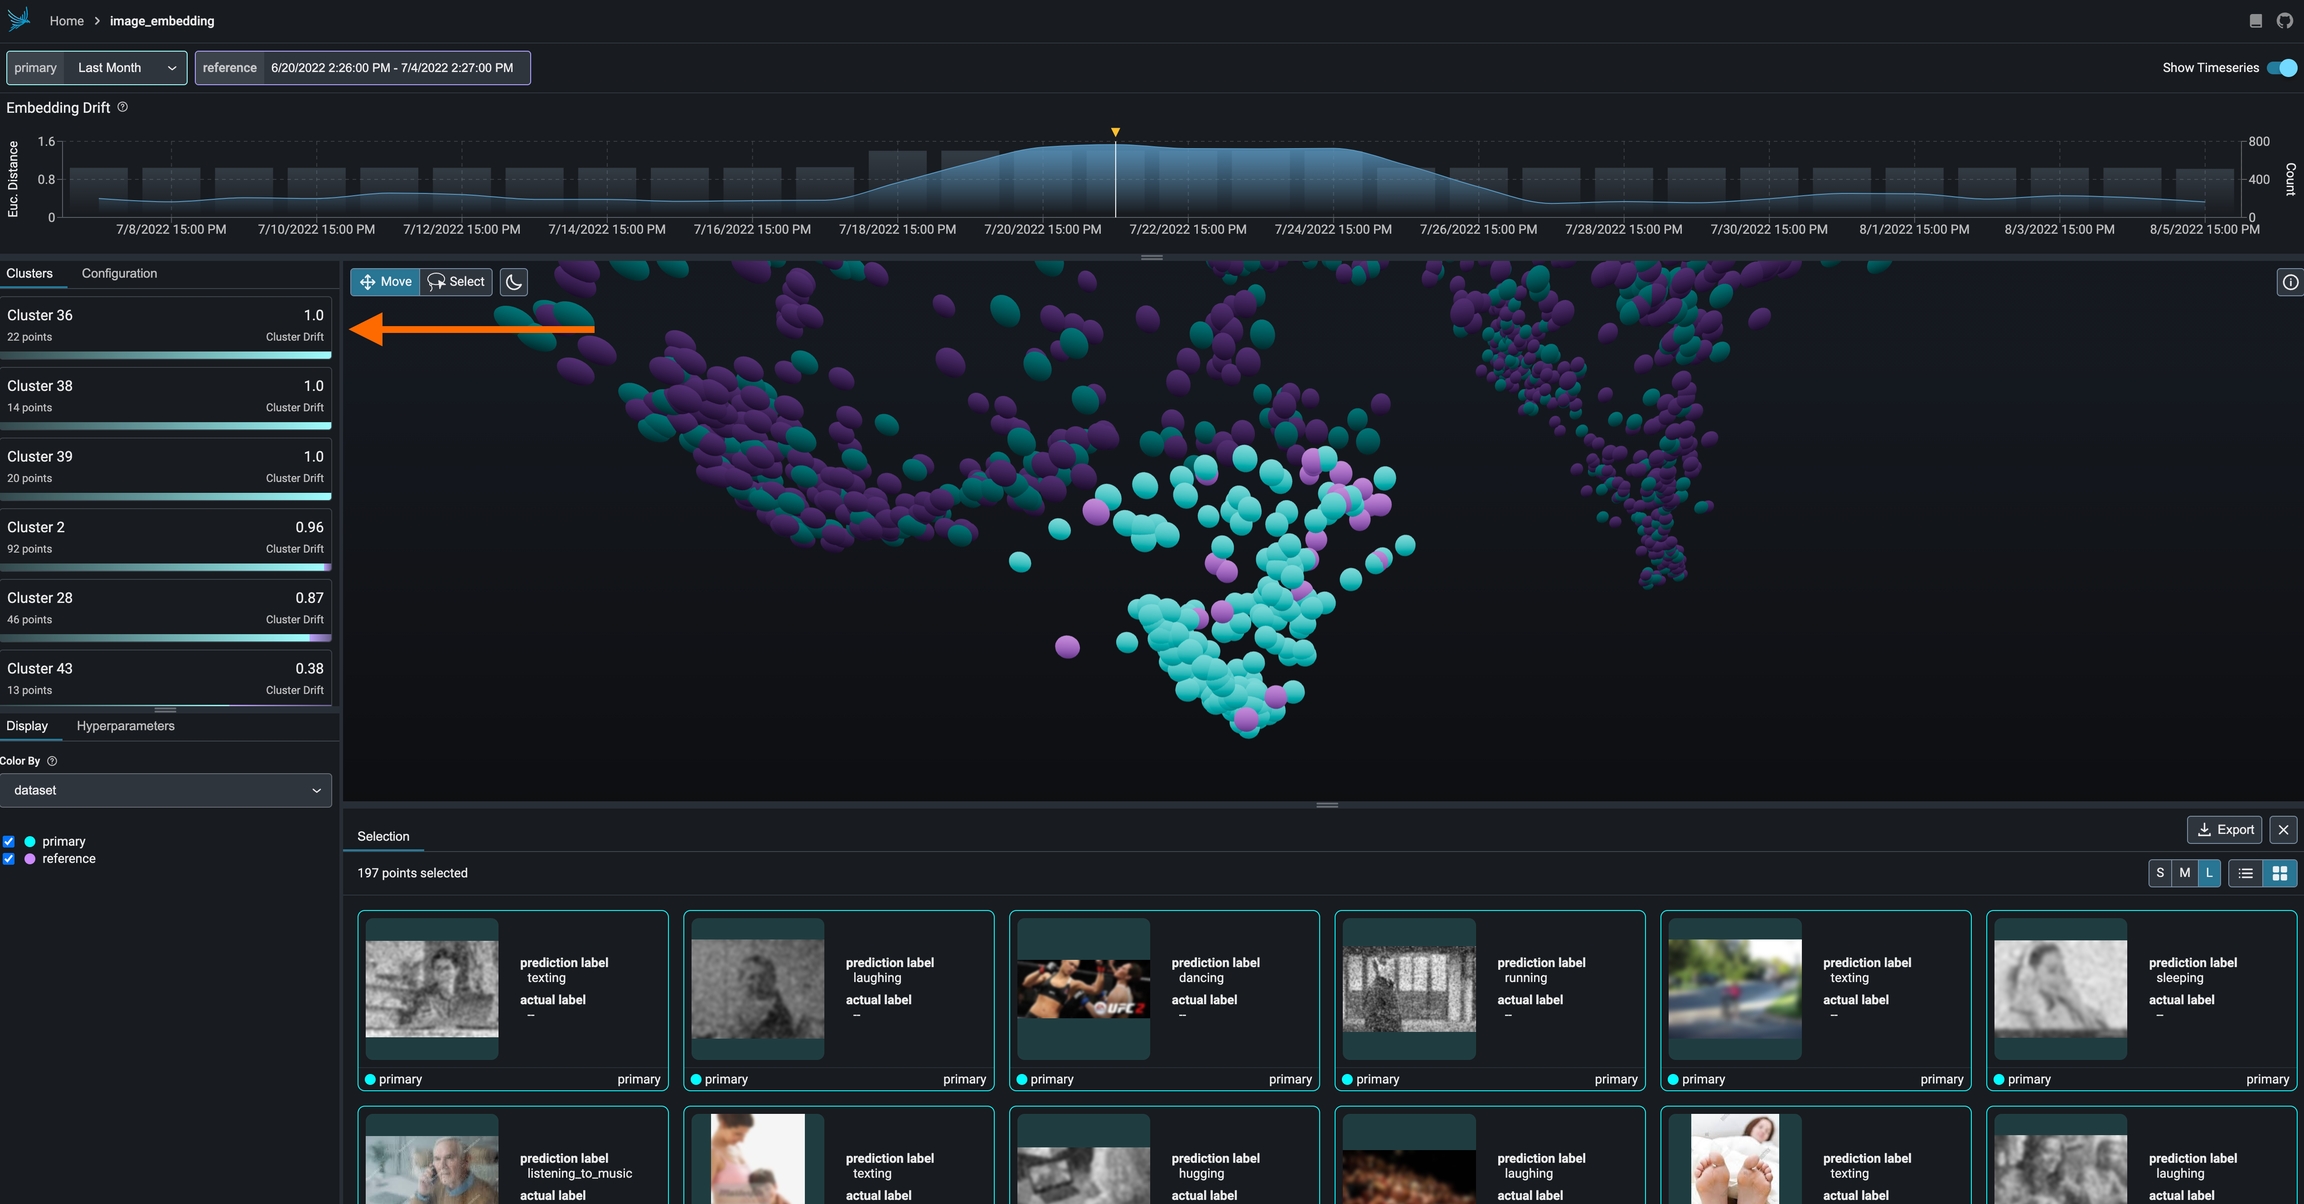 Home > image_embedding
primary Last Month
reference 6/20/2022 2:26:00 PM - 7/4/2022 2:27:00 PM
Show Timeseries
Embedding Drift
Euc. Distance
1.6
0.8
0
800
400
0
Count
7/8/2022 15:00 PM 7/10/2022 15:00 PM 7/12/2022 15:00 PM 7/14/2022 15:00 PM 7/16/2022 15:00 PM 7/18/2022 15:00 PM 7/20/2022 15:00 PM 7/22/2022 15:00 PM 7/24/2022 15:00 PM 7/26/2022 15:00 PM 7/28/2022 15:00 PM 7/30/2022 15:00 PM 8/1/2022 15:00 PM 8/3/2022 15:00 PM 8/5/2022 15:00 PM
Clusters Configuration
Cluster 36 1.0
22 points Cluster Drift
Cluster 38 1.0
14 points Cluster Drift
Cluster 39 1.0
20 points Cluster Drift
Cluster 2 0.96
92 points Cluster Drift
Cluster 28 0.87
46 points Cluster Drift
Cluster 43 0.38
13 points Cluster Drift
Display Hyperparameters
Color By
dataset
primary
reference
Move Select
Selection
Export
197 points selected
S M L
prediction label
texting
actual label
--
primary primary
prediction label
laughing
actual label
--
primary primary
UFC 2
prediction label
dancing
actual label
--
primary primary
prediction label
running
actual label
--
primary primary
prediction label
texting
actual label
--
primary primary
prediction label
sleeping
actual label
--
primary primary
prediction label
listening_to_music
actual label
prediction label
texting
actual label
prediction label
hugging
actual label
prediction label
laughing
actual label
prediction label
texting
actual label
prediction label
laughing
actual label